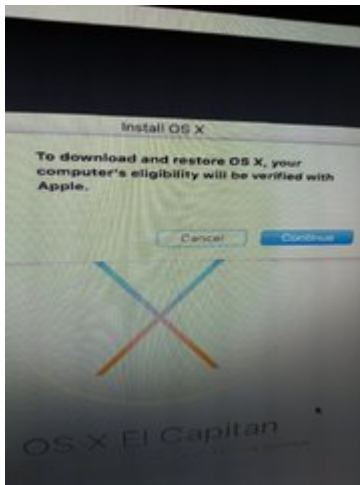 Install OS X
To download and restore OS X, your
computer's eligibility will be verified with
Apple.
Cancel
Continue
OS X El Capitan